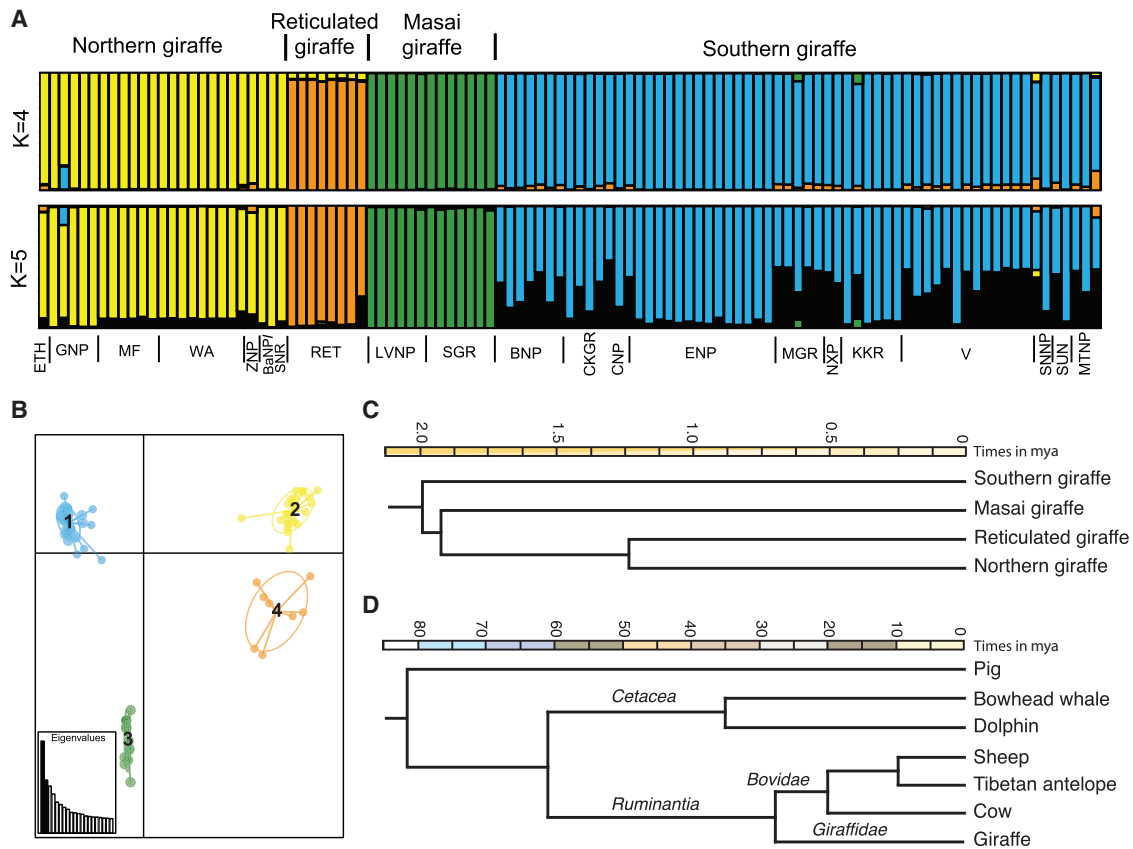 A
Northern giraffe
Reticulated
giraffe
Masai
giraffe
Southern giraffe
K=4
K=5
ETH
GNP
MF
WA
ZNP
BaNP/
SNR
RET
LVNP
SGR
BNP
CKGR
CNP
ENP
MGR
NXP
KKR
V
SNNP
SUN
MTNP
B
1
2
3
4
Eigenvalues
C
2.0 1.5 1.0 0.5 0 Times in mya
Southern giraffe
Masai giraffe
Reticulated giraffe
Northern giraffe
D
80 70 60 50 40 30 20 10 0 Times in mya
Pig
Cetacea
Bowhead whale
Dolphin
Sheep
Bovidae
Tibetan antelope
Ruminantia
Cow
Giraffidae
Giraffe